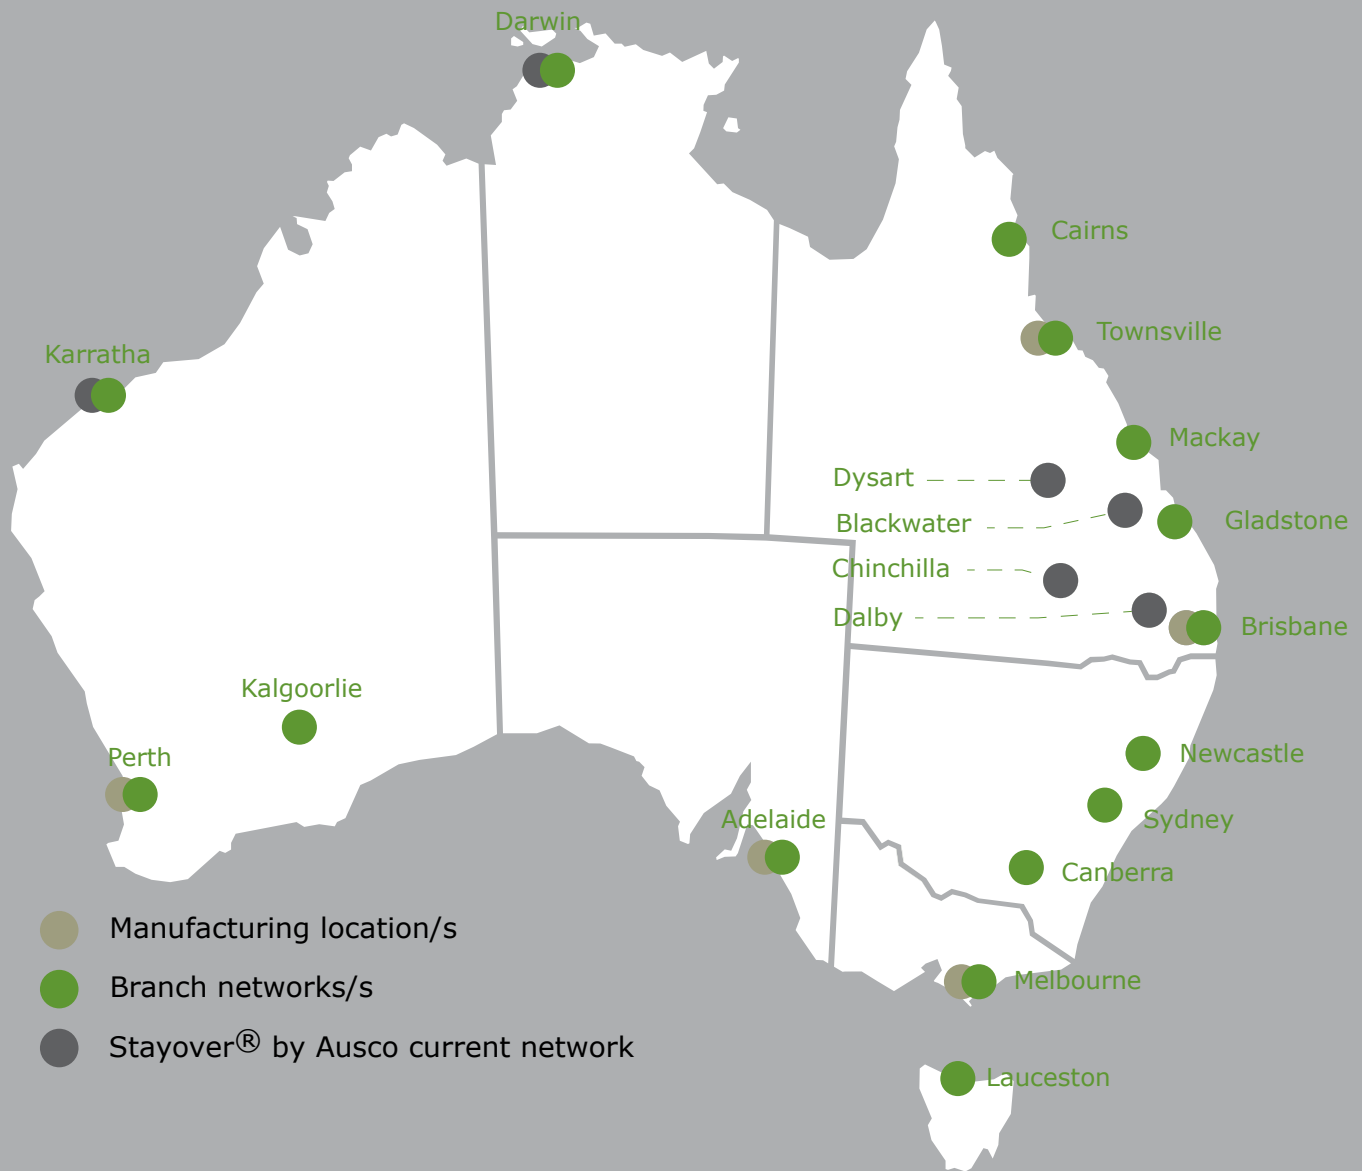 Darwin
Cairns
Townsville
Karratha
Mackay
Dysart
Blackwater
Gladstone
Chinchilla
Dalby
Brisbane
Kalgoorlie
Newcastle
Perth
Adelaide
Sydney
Canberra
Manufacturing location/s
Melbourne
Branch networks/s
Stayover® by Ausco current network
Lauceston